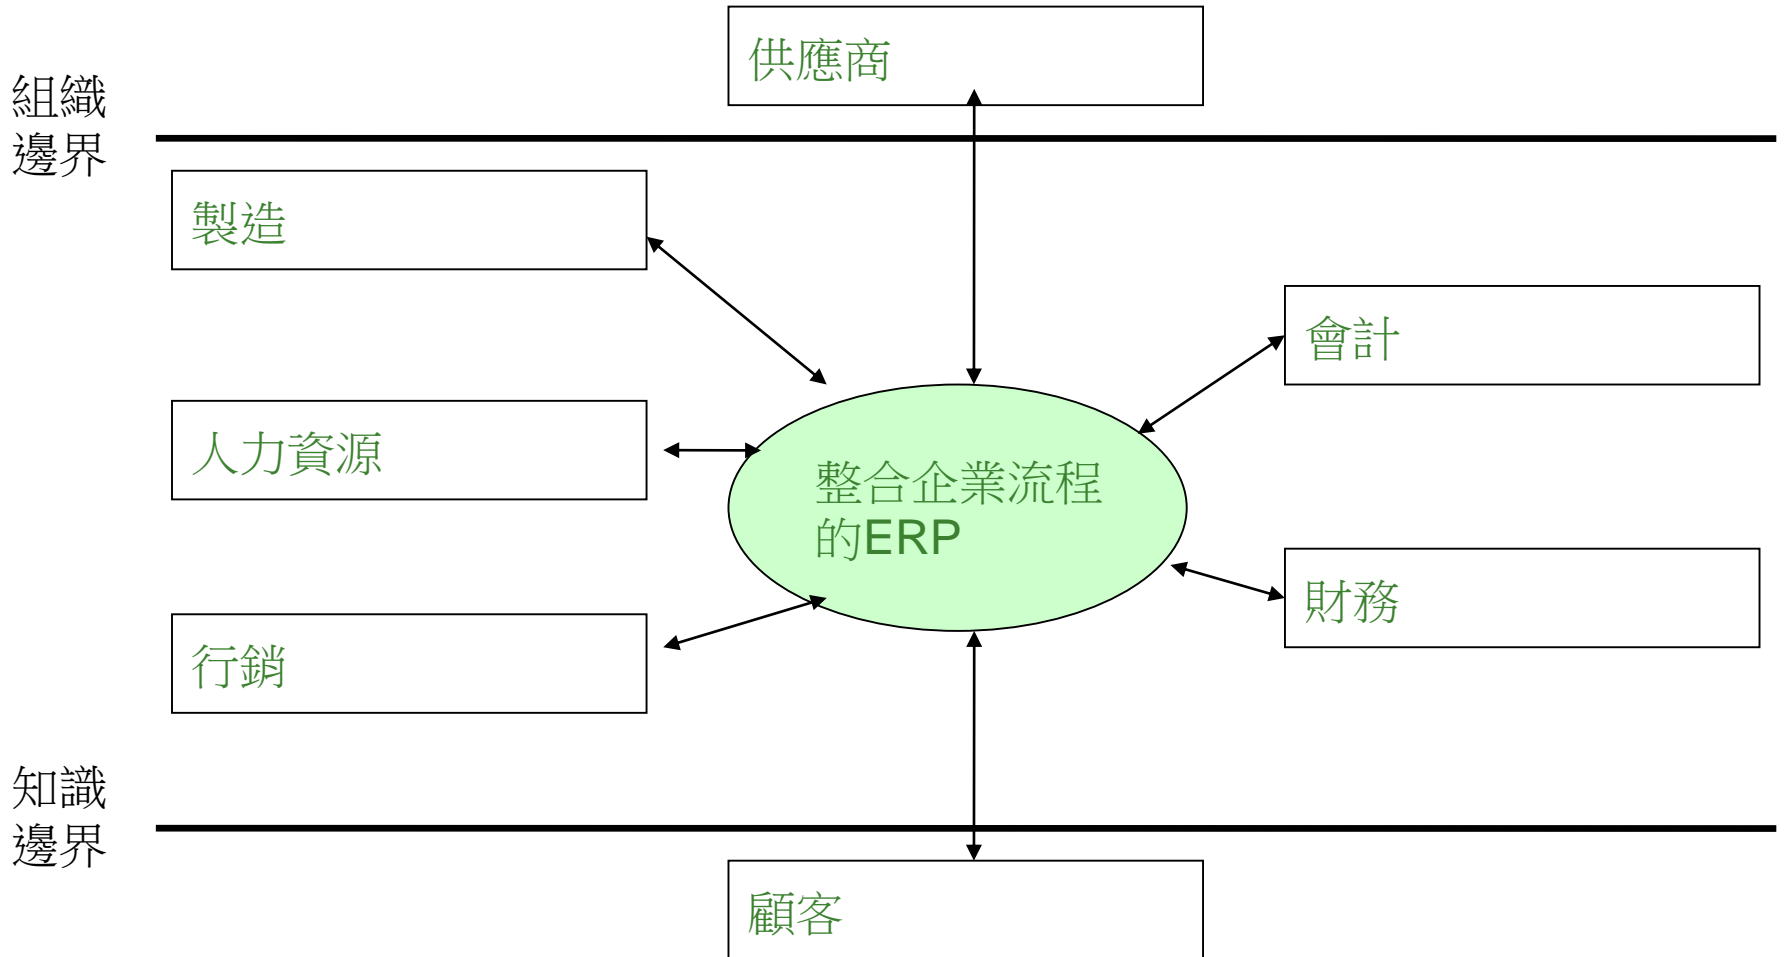 供應商
組織
邊界
製造
會計
人力資源
整合企業流程
的ERP
財務
行銷
知識
邊界
顧客